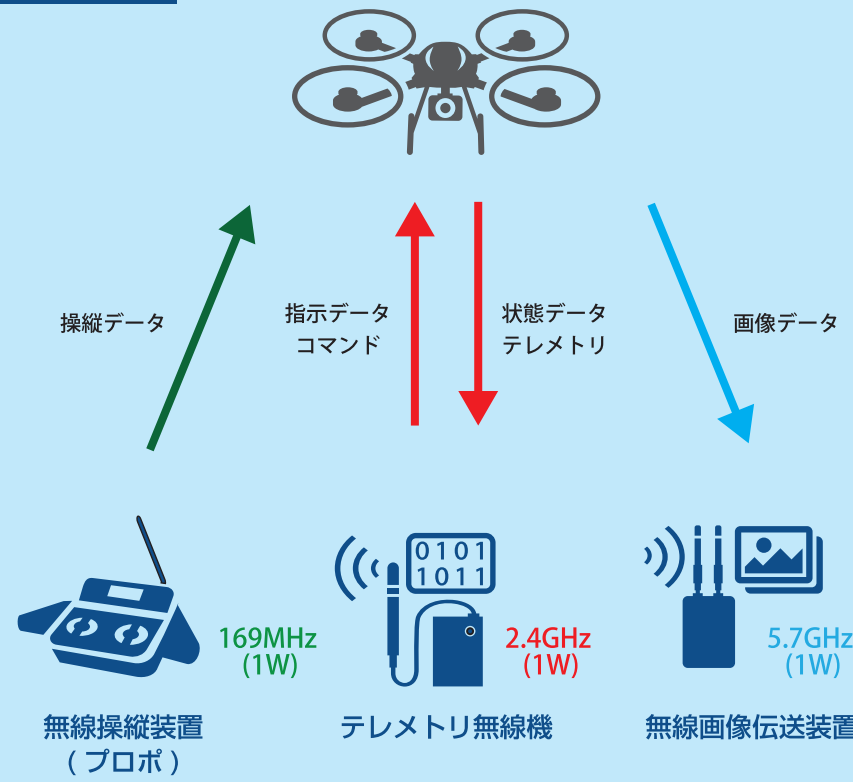 操縦データ
指示データ
コマンド
状態データ
テレメトリ
画像データ
0101
1011
169MHz
(1W)
2.4GHz
(1W)
5.7GHz
(1W)
無線操縦装置
(プロポ)
テレメトリ無線機
無線画像伝送装置